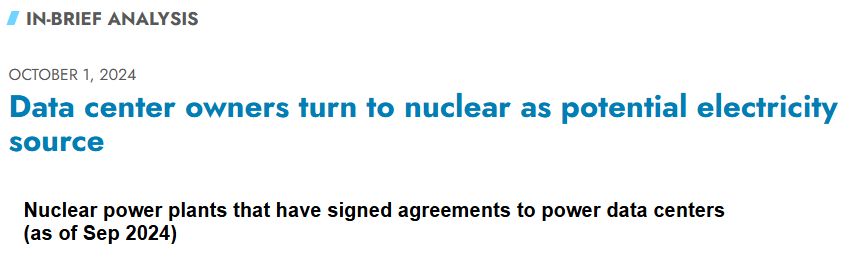 IN-BRIEF ANALYSIS
OCTOBER 1, 2024
Data center owners turn to nuclear as potential electricity
source
Nuclear power plants that have signed agreements to power data centers
(as of Sep 2024)